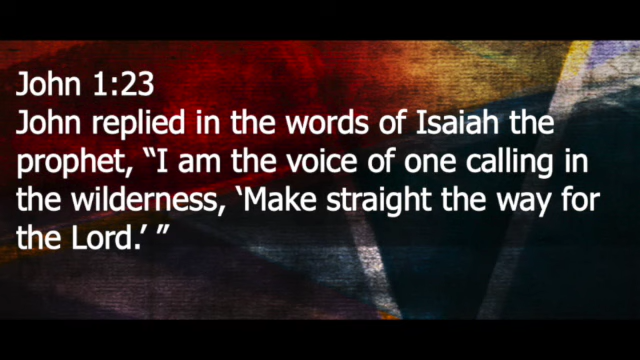 John 1:23
John replied in the words of Isaiah the
prophet, “I am the voice of one calling in
the wilderness, ‘Make straight the way for
the Lord.’ ”